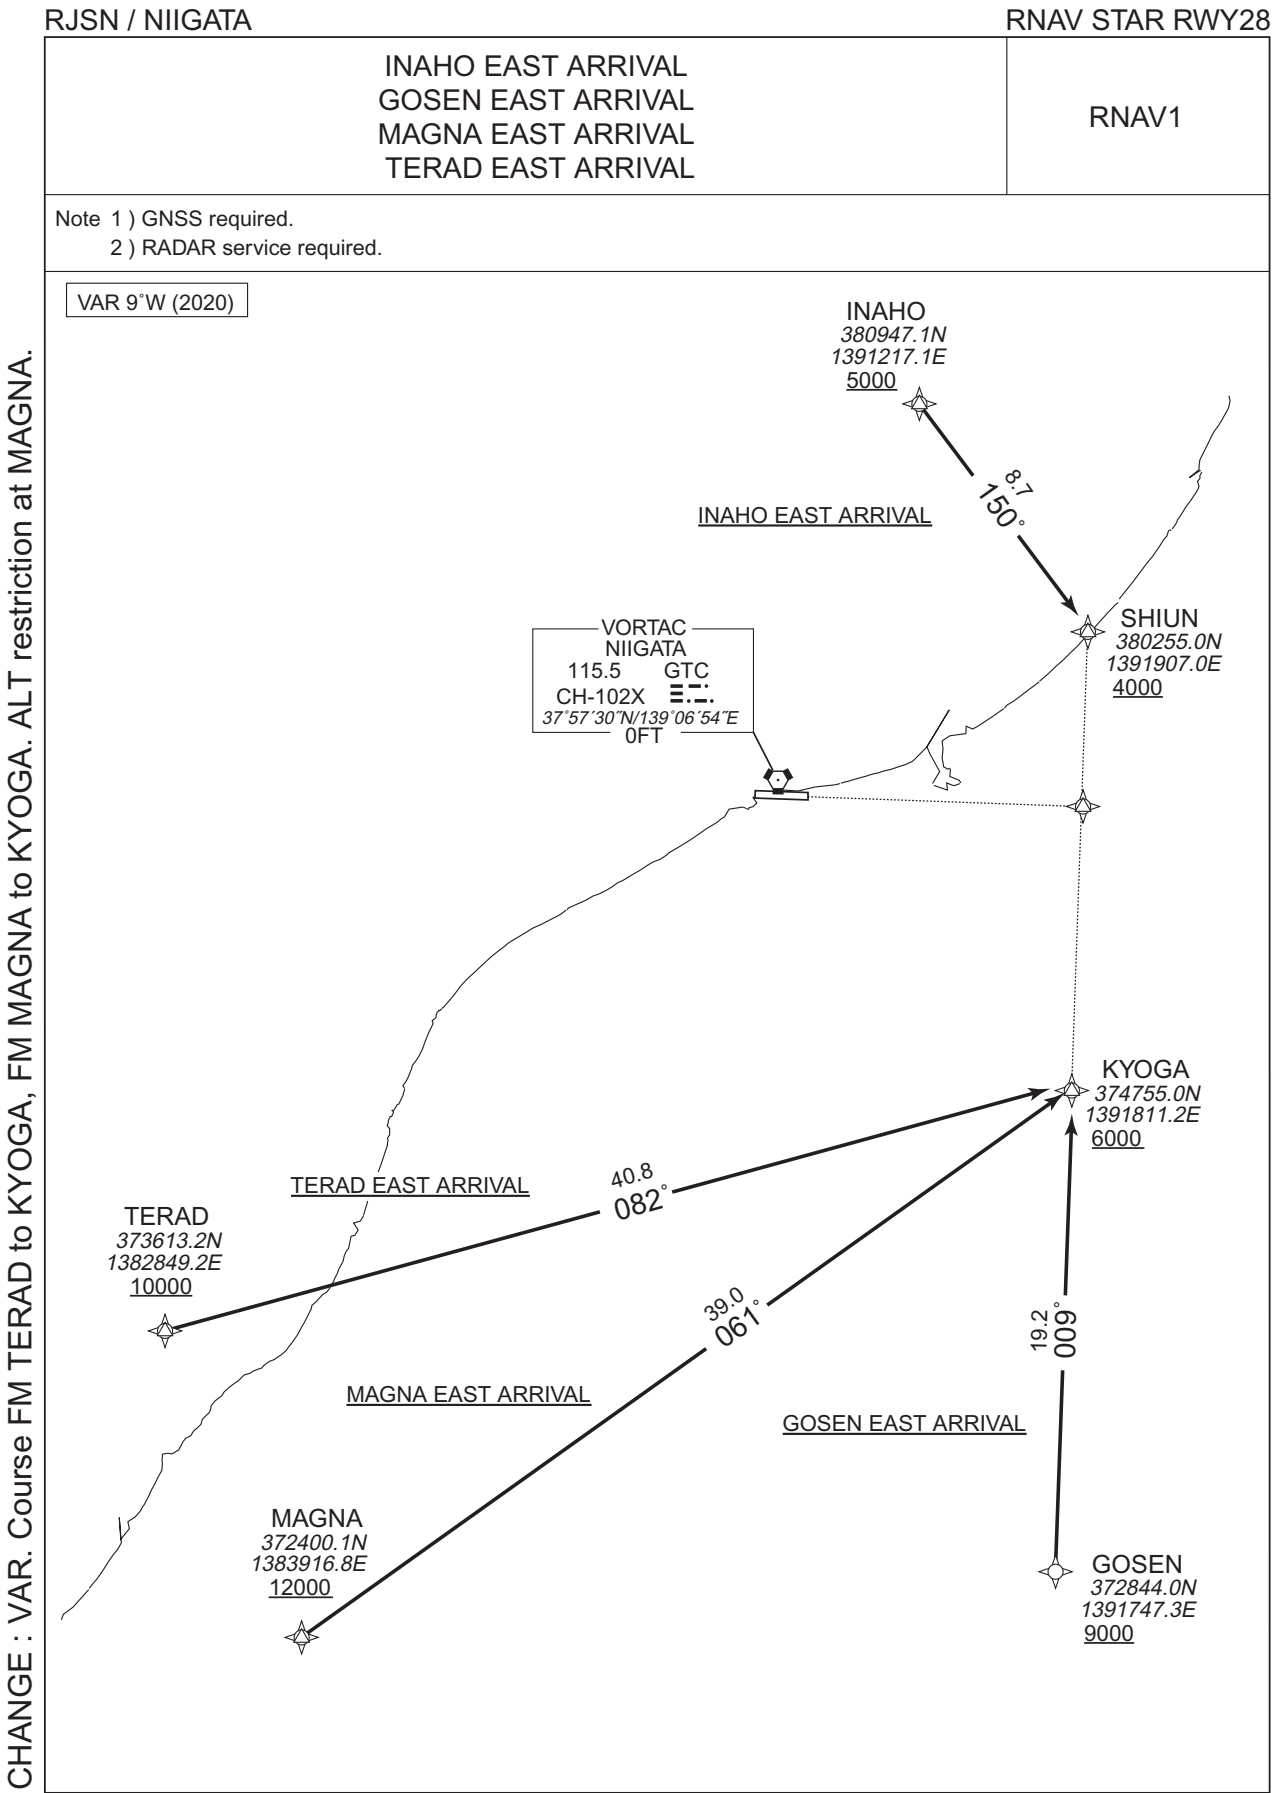 RJSN / NIIGATA
RNAV STAR RWY28
INAHO EAST ARRIVAL
GOSEN EAST ARRIVAL
MAGNA EAST ARRIVAL
TERAD EAST ARRIVAL
RNAV1
Note 1 ) GNSS required.
2 ) RADAR service required.
VAR 9˚W (2020)
INAHO
380947.1N
1391217.1E
5000
8.7
150˚
INAHO EAST ARRIVAL
SHIUN
380255.0N
1391907.0E
4000
VORTAC
NIIGATA
115.5 GTC
CH-102X
37˚57´30˝N/139˚06´54˝E
0FT
KYOGA
374755.0N
1391811.2E
6000
40.8
082˚
TERAD EAST ARRIVAL
TERAD
373613.2N
1382849.2E
10000
39.0
061˚
19.2
009˚
MAGNA EAST ARRIVAL
GOSEN EAST ARRIVAL
MAGNA
372400.1N
1383916.8E
12000
GOSEN
372844.0N
1391747.3E
9000
CHANGE : VAR. Course FM TERAD to KYOGA, FM MAGNA to KYOGA. ALT restriction at MAGNA.